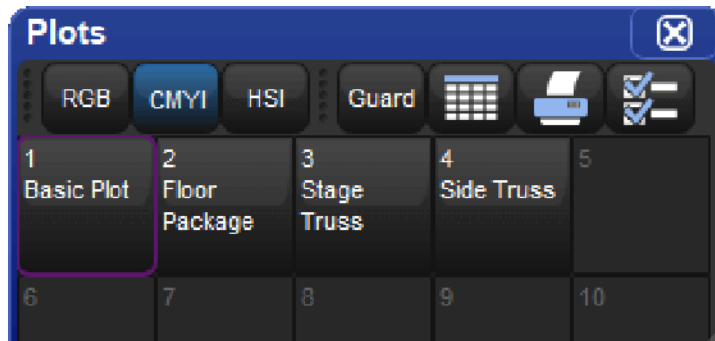 Plots
RGB CMYI HSI Guard
1 2 3 4 5
Basic Plot Floor Stage Side Truss
Package Truss
6 7 8 9 10